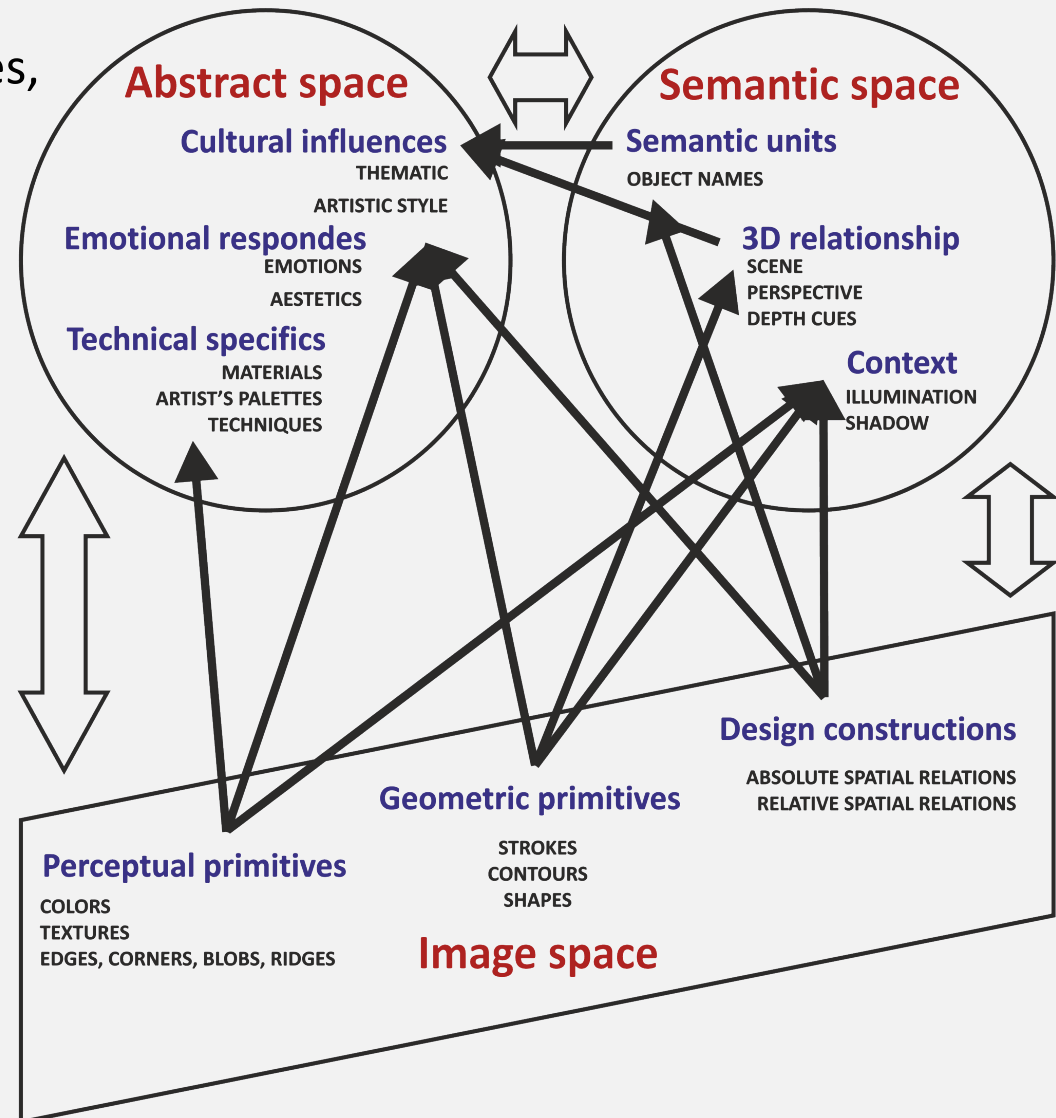 es,
Abstract space
Cultural influences
THEMATIC
ARTISTIC STYLE
Emotional respondes
EMOTIONS
AESTETICS
Technical specifics
MATERIALS
ARTIST'S PALETTES
TECHNIQUES
Semantic space
Semantic units
OBJECT NAMES
3D relationship
SCENE
PERSPECTIVE
DEPTH CUES
Context
ILLUMINATION
SHADOW
Design constructions
ABSOLUTE SPATIAL RELATIONS
RELATIVE SPATIAL RELATIONS
Geometric primitives
STROKES
CONTOURS
SHAPES
Perceptual primitives
COLORS
TEXTURES
EDGES, CORNERS, BLOBS, RIDGES
Image space